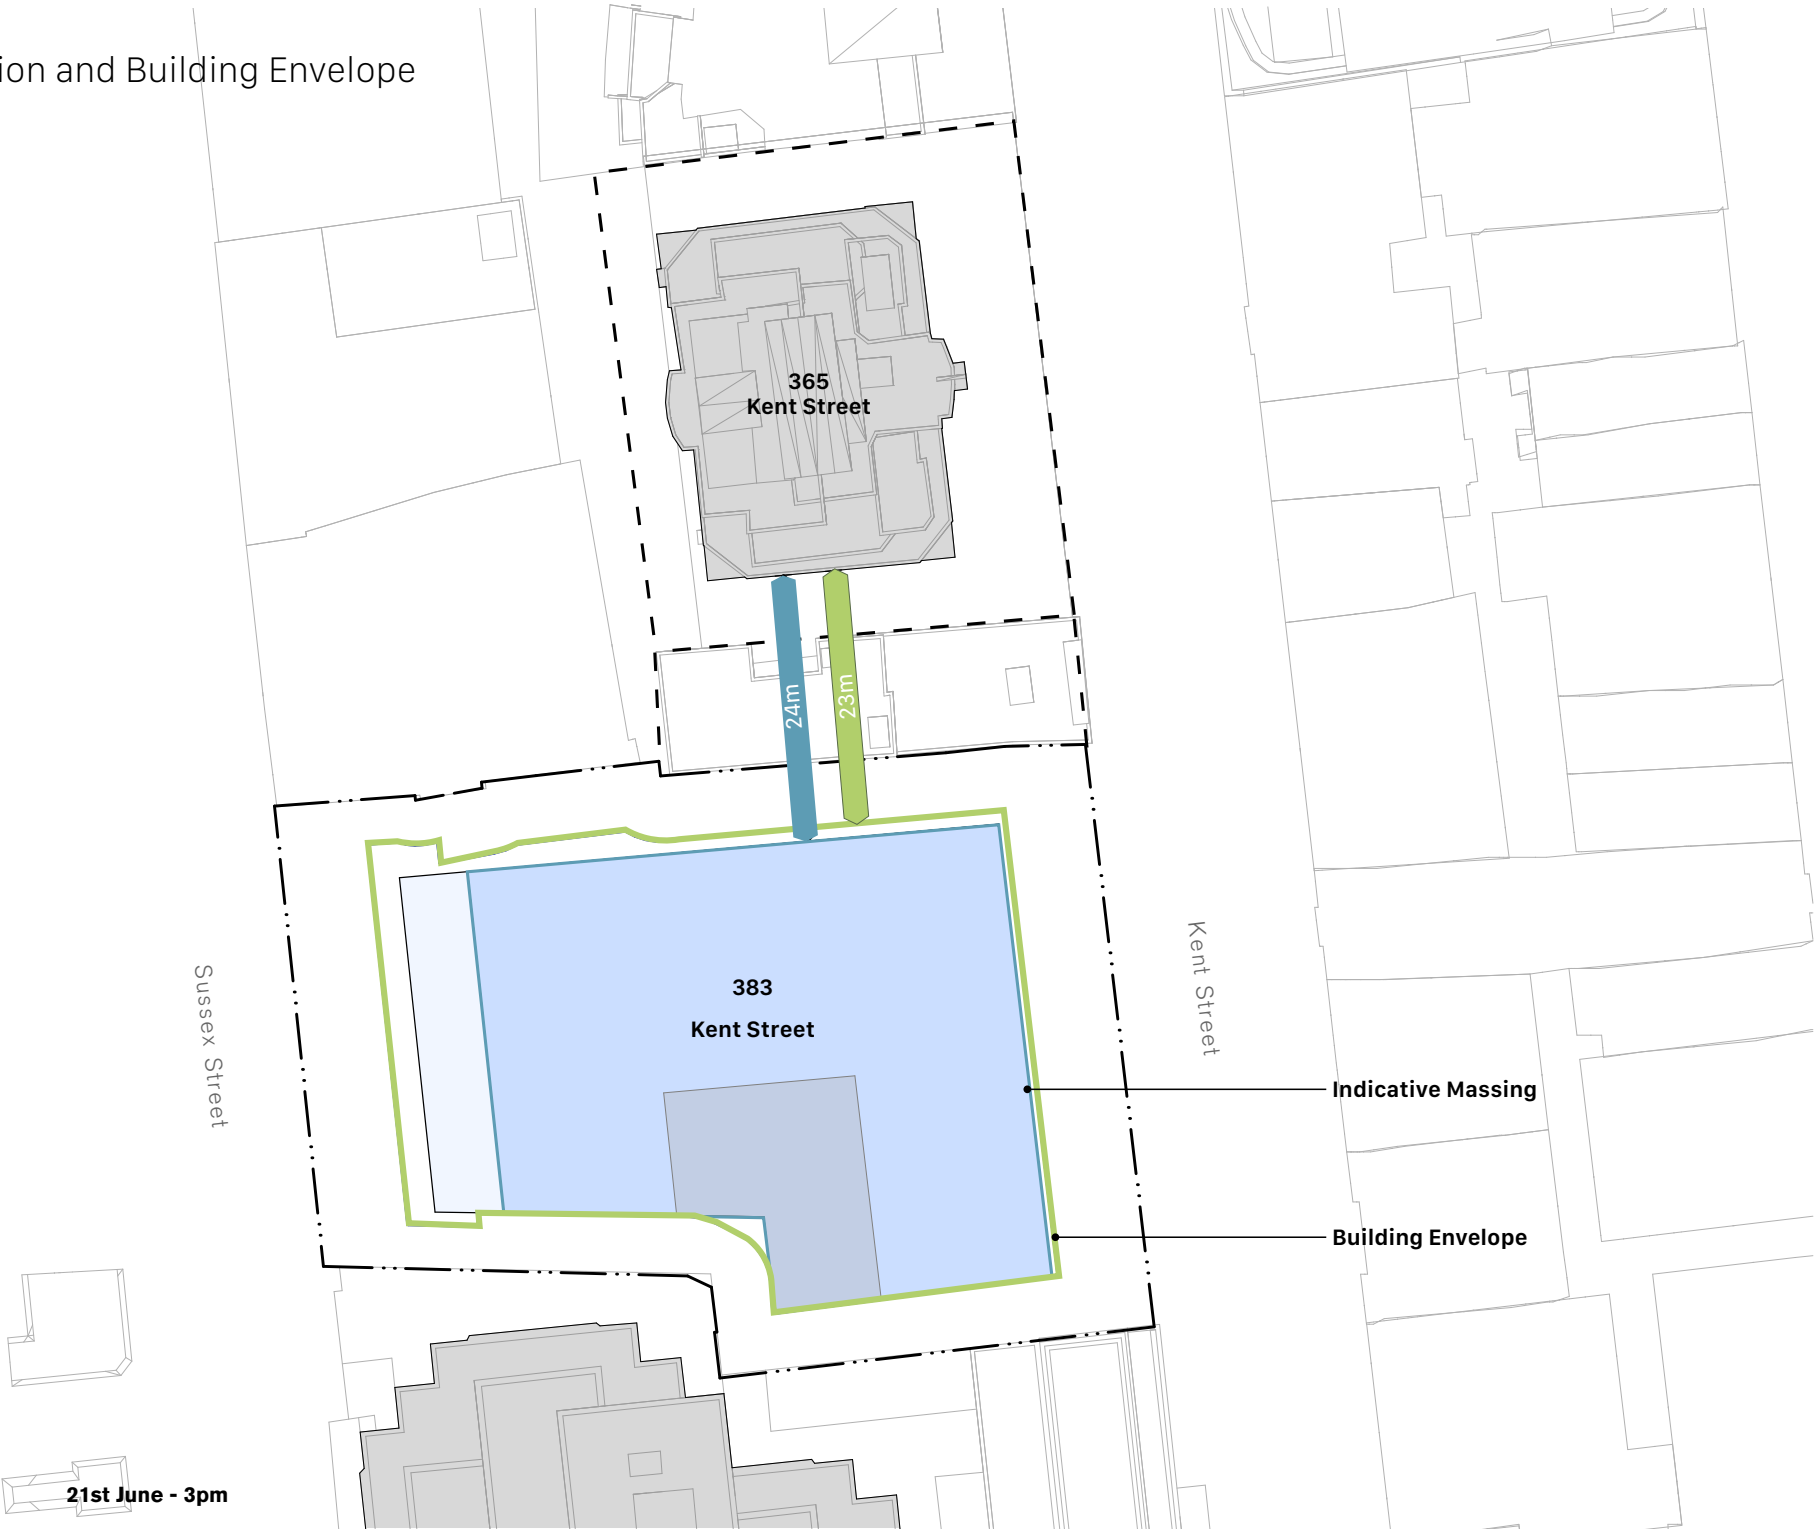 ion and Building Envelope
365
Kent Street
24m
23m
383
Kent Street
Sussex Street
Kent Street
Indicative Massing
Building Envelope
21st June - 3pm